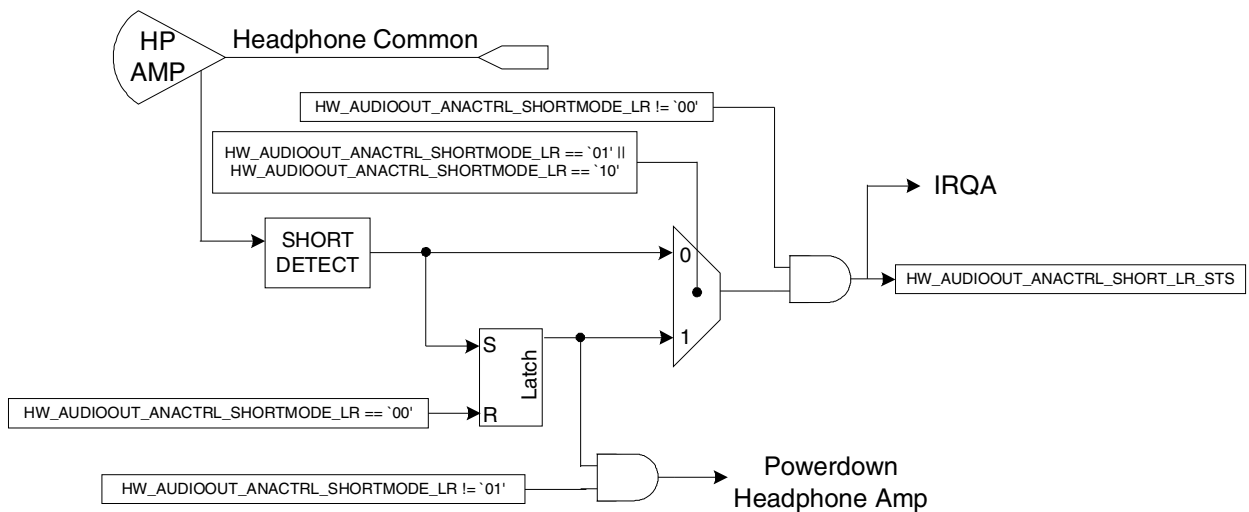 HP
AMP
Headphone Common
HW_AUDIOOUT_ANACTRL_SHORTMODE_LR != `00'
HW_AUDIOOUT_ANACTRL_SHORTMODE_LR == `01' ||
HW_AUDIOOUT_ANACTRL_SHORTMODE_LR == `10'
IRQA
SHORT
DETECT
0
HW_AUDIOOUT_ANACTRL_SHORT_LR_STS
1
S
Latch
R
HW_AUDIOOUT_ANACTRL_SHORTMODE_LR == `00'
HW_AUDIOOUT_ANACTRL_SHORTMODE_LR != `01'
Powerdown
Headphone Amp